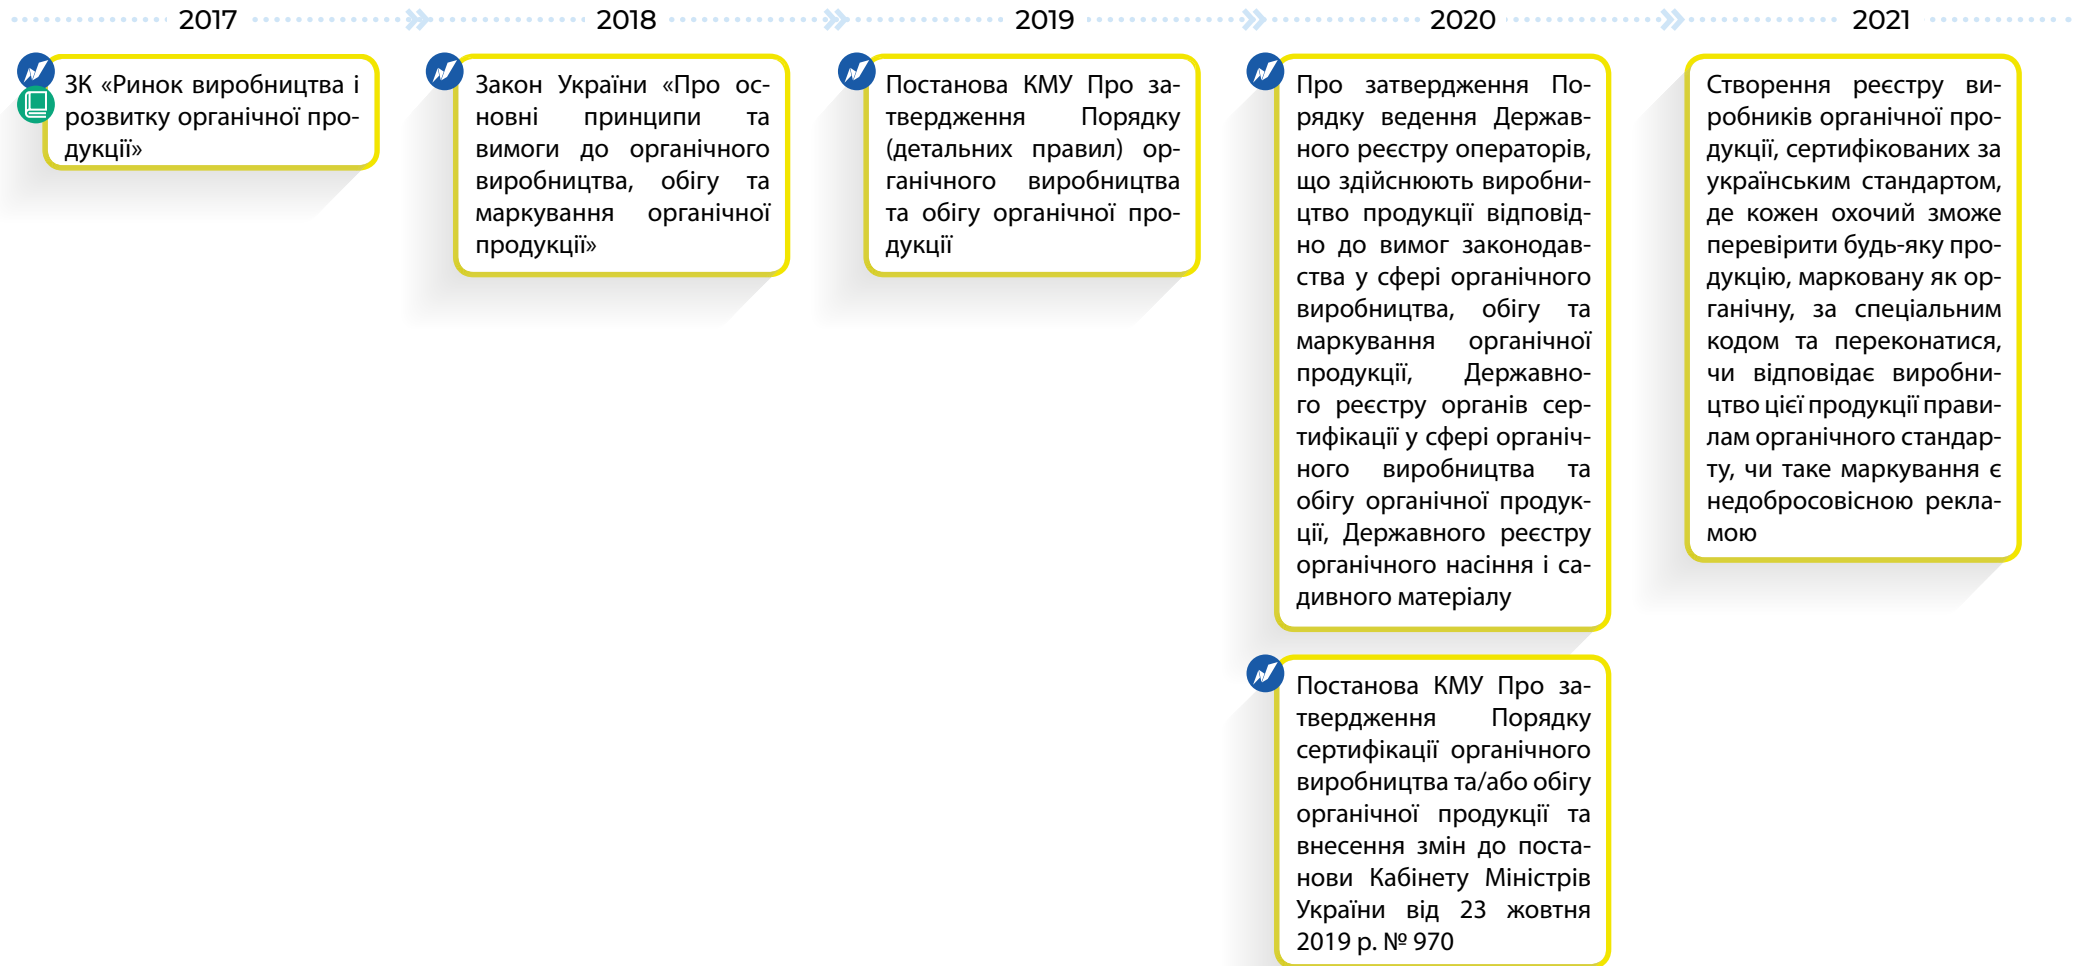 2017
2018
2019
2020
2021
ЗК «Ринок виробництва і
розвитку органічної про-
дукції»
Закон України «Про ос-
новні принципи та
вимоги до органічного
виробництва, обігу та
маркування органічної
продукції»
Постанова КМУ Про за-
твердження Порядку
(детальних правил) ор-
ганічного виробництва
та обігу органічної про-
дукції
Про затвердження По-
рядку ведення Держав-
ного реєстру операторів,
що здійснюють виробни-
цтво продукції відповід-
но до вимог законодав-
ства у сфері органічного
виробництва, обігу та
маркування органічної
продукції, Державно-
го реєстру органів сер-
тифікації у сфері органіч-
ного виробництва та
обігу органічної продук-
ції, Державного реєстру
органічного насіння і са-
дивного матеріалу
Постанова КМУ Про за-
твердження Порядку
сертифікації органічного
виробництва та/або обігу
органічної продукції та
внесення змін до поста-
нови Кабінету Міністрів
України від 23 жовтня
2019 р. № 970
Створення реєстру ви-
робників органічної про-
дукції, сертифікованих за
українським стандартом,
де кожен охочий зможе
перевірити будь-яку про-
дукцію, марковану як ор-
ганічну, за спеціальним
кодом та переконатися,
чи відповідає виробни-
цтво цієї продукції прави-
лам органічного стандар-
ту, чи таке маркування є
недобросовісною рекла-
мою